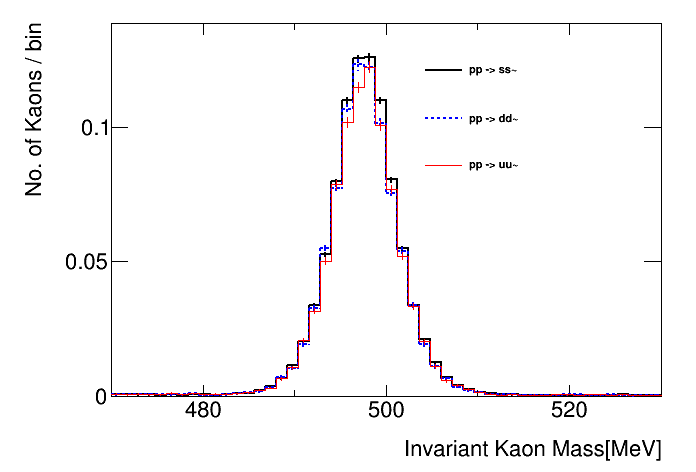 No. of Kaons / bin
0.1
0.05
0
480
500
520
Invariant Kaon Mass[MeV]
pp -> ss~
pp -> dd~
pp -> uu~